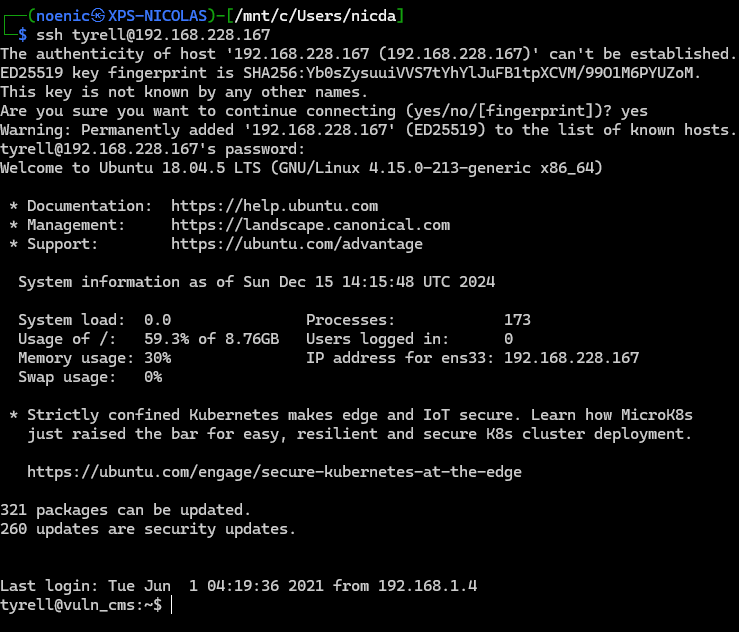 ┌──(noenic㉿XPS-NICOLAS)-[/mnt/c/Users/nicda]
└─$ ssh tyrell@192.168.228.167
The authenticity of host '192.168.228.167 (192.168.228.167)' can't be established.
ED25519 key fingerprint is SHA256:Yb0sZysuuiVVS7tYhYlJuFB1tpXCVM/99O1M6PYUZoM.
This key is not known by any other names.
Are you sure you want to continue connecting (yes/no/[fingerprint])? yes
Warning: Permanently added '192.168.228.167' (ED25519) to the list of known hosts.
tyrell@192.168.228.167's password:
Welcome to Ubuntu 18.04.5 LTS (GNU/Linux 4.15.0-213-generic x86_64)

 * Documentation:  https://help.ubuntu.com
 * Management:     https://landscape.canonical.com
 * Support:        https://ubuntu.com/advantage

  System information as of Sun Dec 15 14:15:48 UTC 2024

  System load:  0.0               Processes:            173
  Usage of /:   59.3% of 8.76GB   Users logged in:      0
  Memory usage: 30%               IP address for ens33: 192.168.228.167
  Swap usage:   0%

 * Strictly confined Kubernetes makes edge and IoT secure. Learn how MicroK8s
   just raised the bar for easy, resilient and secure K8s cluster deployment.

   https://ubuntu.com/engage/secure-kubernetes-at-the-edge

321 packages can be updated.
260 updates are security updates.


Last login: Tue Jun  1 04:19:36 2021 from 192.168.1.4
tyrell@vuln_cms:~$